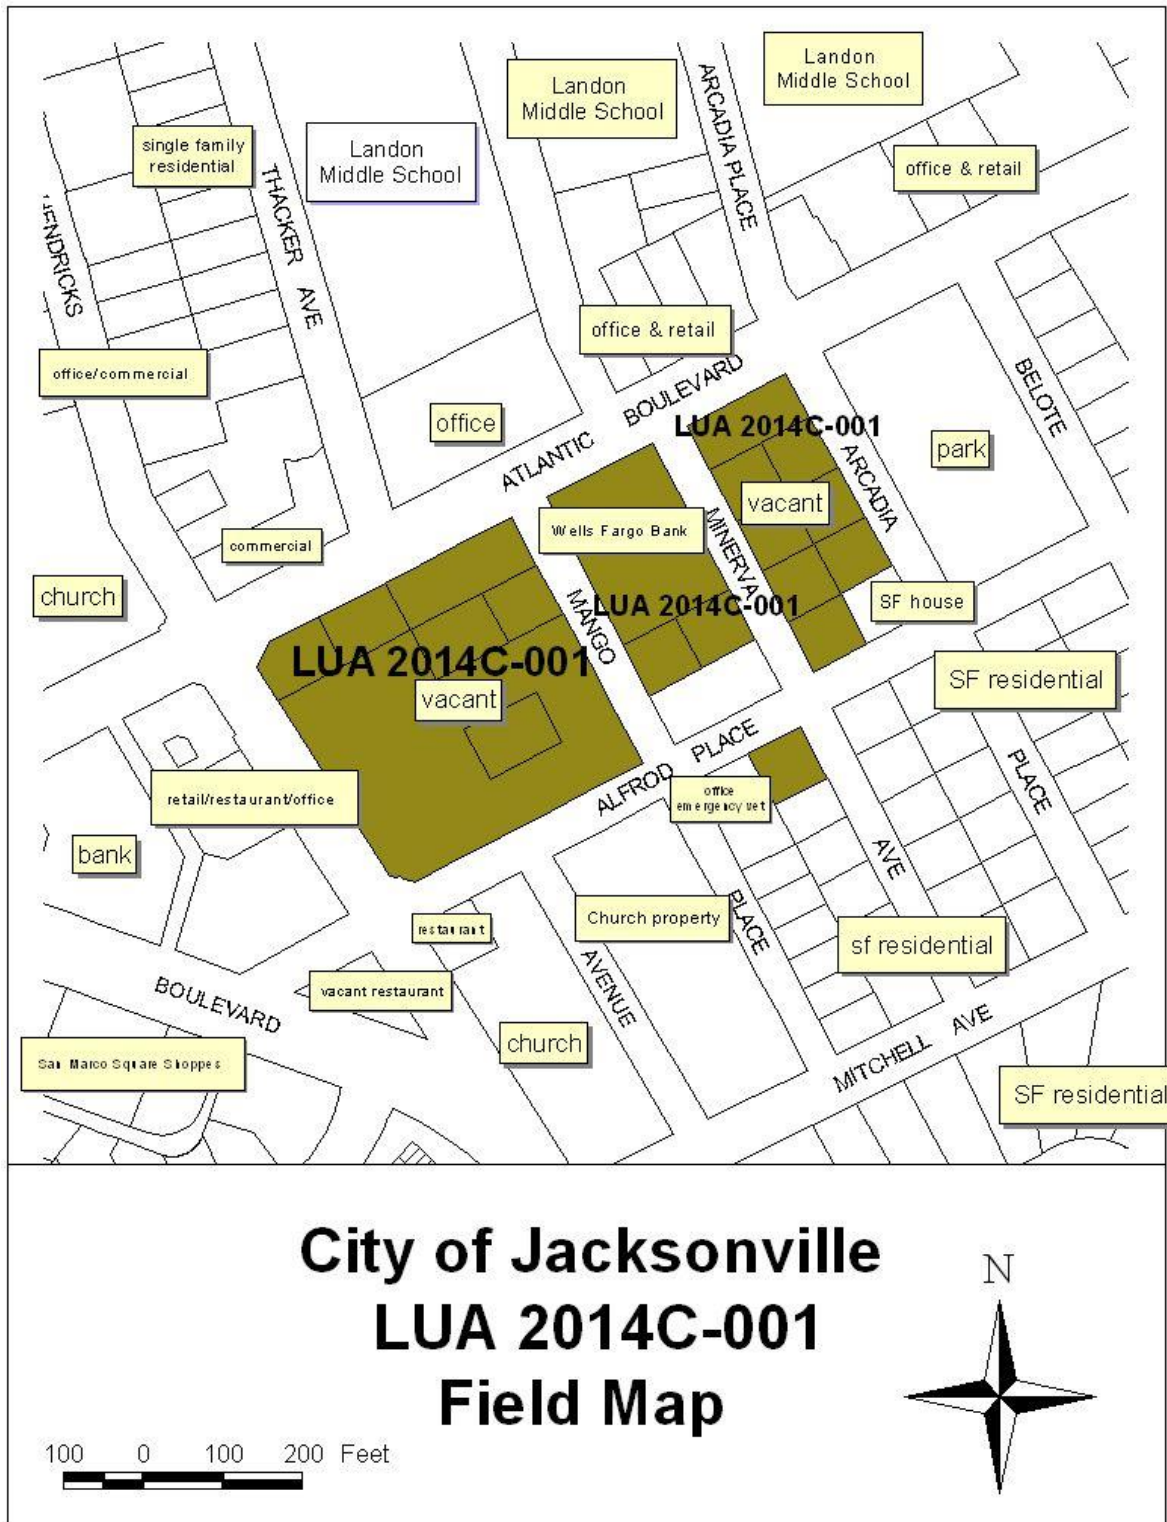 Landon
Middle School
Landon
Middle School
ARCADIA PLACE
single family
residential
Landon
Middle School
THACKER AVE
office & retail
HENDRICKS
office & retail
office/commercial
BELOTE
office
ATLANTIC BOULEVARD
LUA 2014C-001
park
ARCADIA
vacant
Wells Fargo Bank
MINERVA
commercial
church
MANGO
LUA 2014C-001
SF house
LUA 2014C-001
vacant
SF residential
ALFROD PLACE
PLACE
retail/restaurant/office
office
emergency vet
bank
AVE
restaurant
Church property
PLACE
sf residential
vacant restaurant
AVENUE
BOULEVARD
church
MITCHELL AVE
San Marco Square Shoppes
SF residential
City of Jacksonville
LUA 2014C-001
Field Map
N
100 0 100 200 Feet